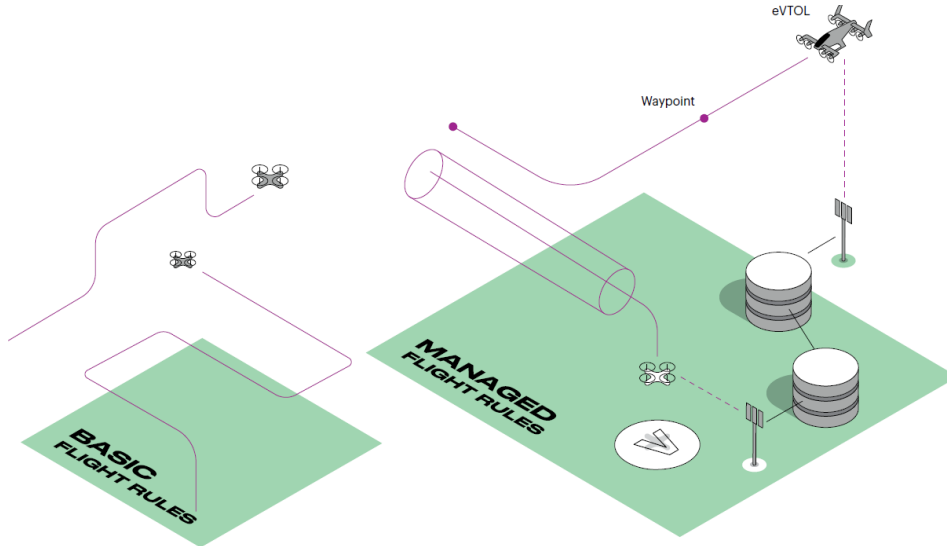 eVTOL
Waypoint
MANAGED
FLIGHT RULES
BASIC
FLIGHT RULES
V